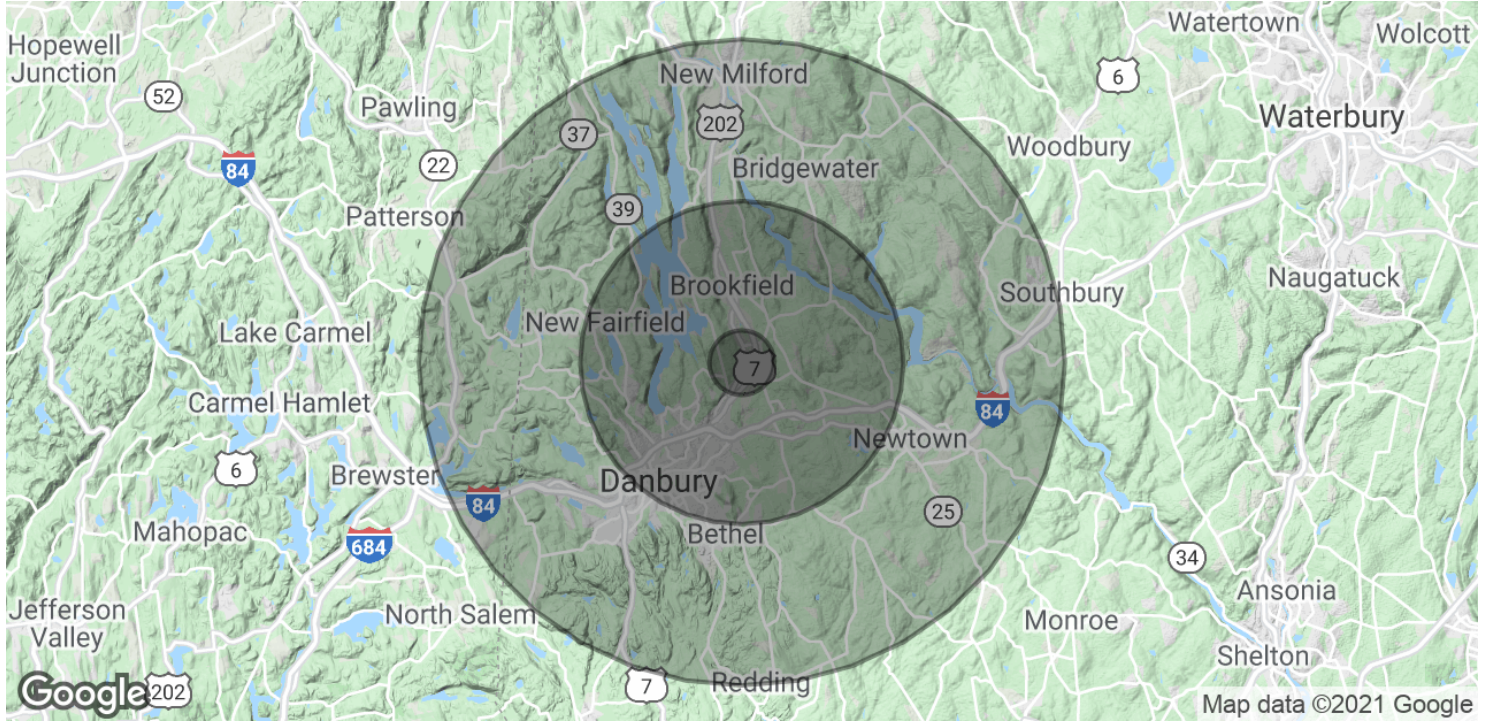 Hopewell
Junction
52
Pawling
84
22
Patterson
New Milford
37
202
Bridgewater
39
Watertown
Wolcott
6
Waterbury
Woodbury
Brookfield
New Fairfield
7
Southbury
Naugatuck
Lake Carmel
Carmel Hamlet
84
6
Brewster
Newtown
Danbury
84
25
Mahopac
684
Bethel
34
Jefferson
Valley
North Salem
Monroe
Ansonia
Shelton
Google
202
7
Redding
Map data ©2021 Google